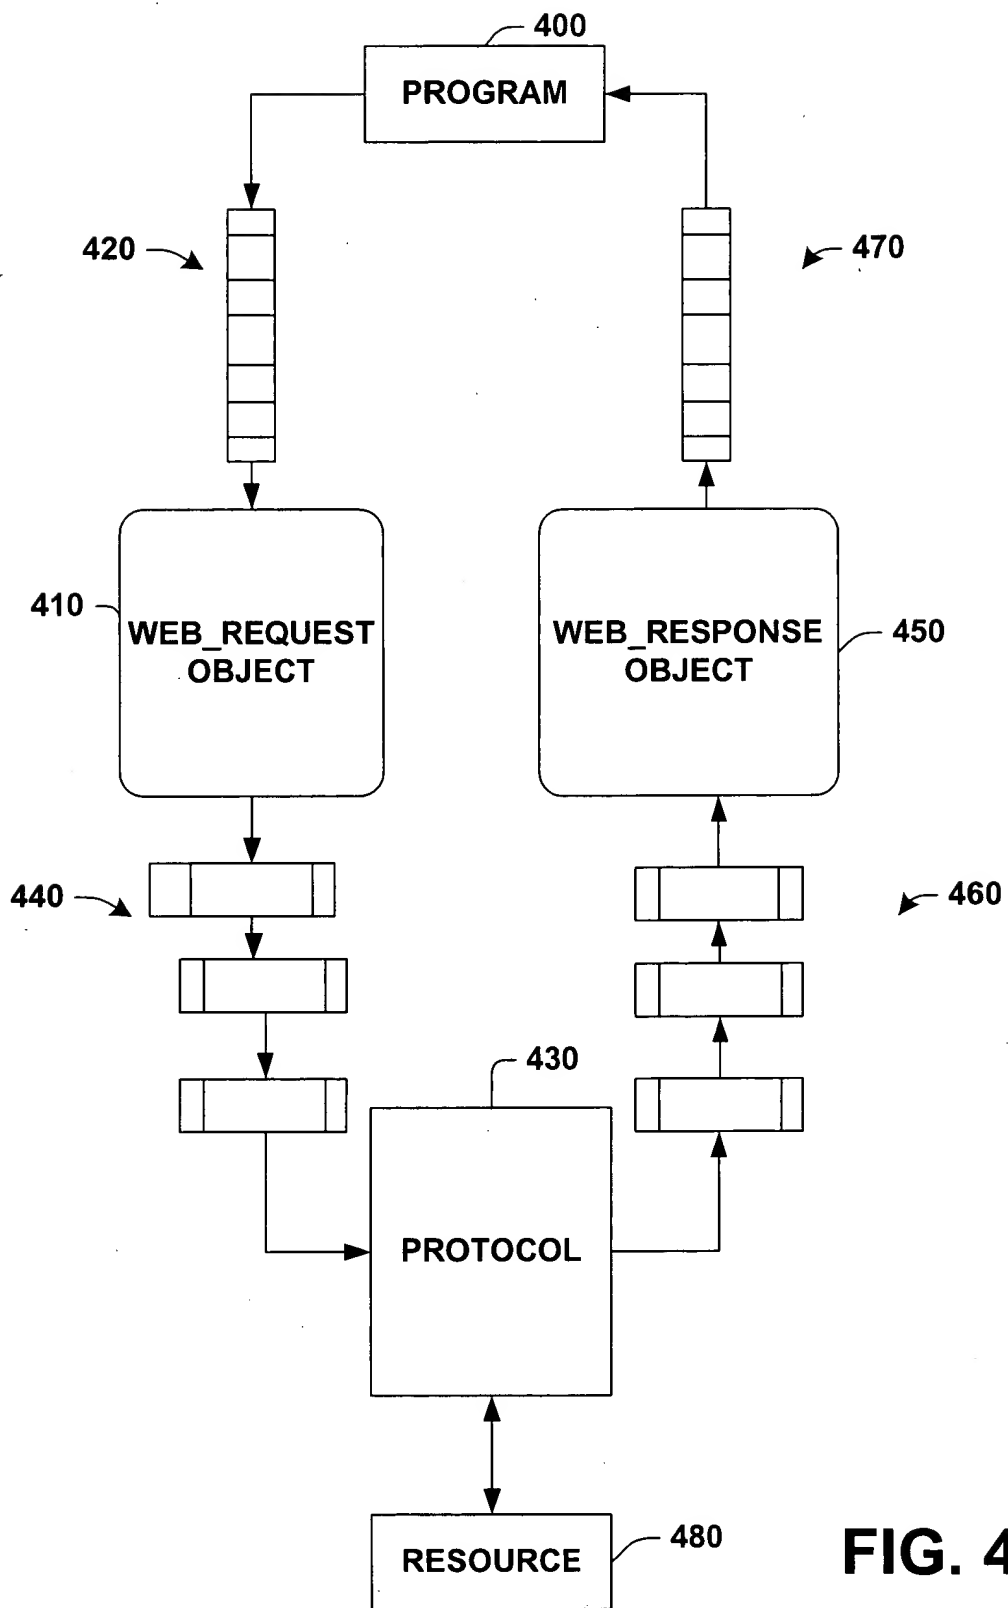 400
PROGRAM
420
470
410
WEB_REQUEST
OBJECT
WEB_RESPONSE
OBJECT
450
440
460
430
PROTOCOL
RESOURCE
480
FIG. 4